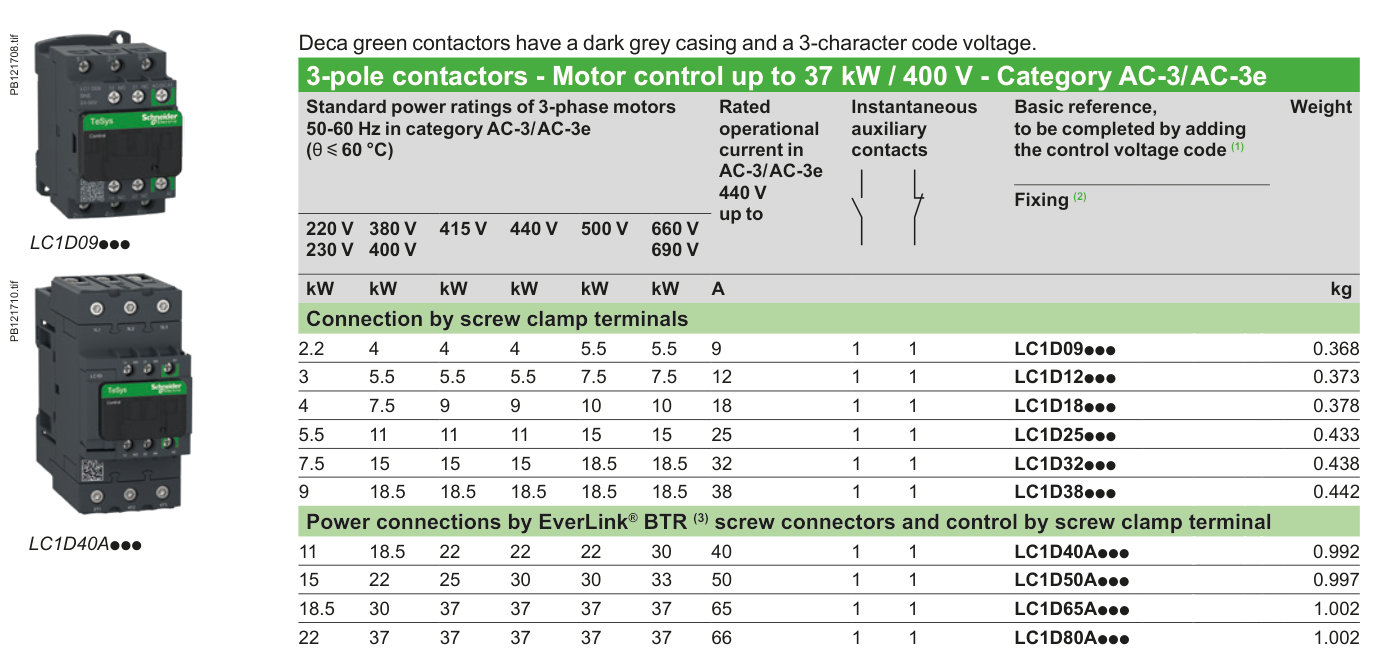 PB121708.tif
TeSys
Schneider
Electric
Control
LC1D09●●●
PB121710.tif
TeSys
Schneider
Electric
Control
LC1D40A●●●
Deca green contactors have a dark grey casing and a 3-character code voltage.
3-pole contactors - Motor control up to 37 kW / 400 V - Category AC-3/AC-3e
Standard power ratings of 3-phase motors
50-60 Hz in category AC-3/AC-3e
(θ ⩽ 60 °C)
Rated
operational
current in
AC-3/AC-3e
440 V
up to
Instantaneous
auxiliary
contacts
Basic reference,
to be completed by adding
the control voltage code (1)
Fixing (2)
Weight
220 V 380 V 415 V 440 V 500 V 660 V
230 V 400 V 690 V
kW kW kW kW kW kW A kg
Connection by screw clamp terminals
2.2 4 4 4 5.5 5.5 9 1 1 LC1D09●●● 0.368
3 5.5 5.5 5.5 7.5 7.5 12 1 1 LC1D12●●● 0.373
4 7.5 9 9 10 10 18 1 1 LC1D18●●● 0.378
5.5 11 11 11 15 15 25 1 1 LC1D25●●● 0.433
7.5 15 15 15 18.5 18.5 32 1 1 LC1D32●●● 0.438
9 18.5 18.5 18.5 18.5 18.5 38 1 1 LC1D38●●● 0.442
Power connections by EverLink® BTR (3) screw connectors and control by screw clamp terminal
11 18.5 22 22 22 30 40 1 1 LC1D40A●●● 0.992
15 22 25 30 30 33 50 1 1 LC1D50A●●● 0.997
18.5 30 37 37 37 37 65 1 1 LC1D65A●●● 1.002
22 37 37 37 37 37 66 1 1 LC1D80A●●● 1.002